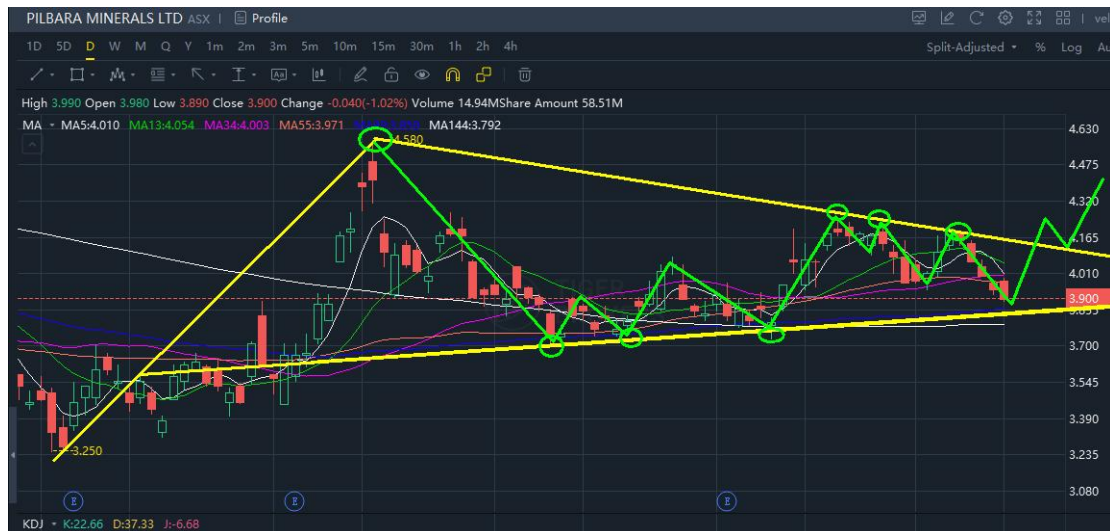 PILBARA MINERALS LTD ASX Profile
1D 5D D W M Q Y 1m 2m 3m 5m 10m 15m 30m 1h 2h 4h Split-Adjusted % Log
High 3.990 Open 3.980 Low 3.890 Close 3.900 Change -0.040(-1.02%) Volume 14.94MShare Amount 58.51M
MA MA5:4.010 MA13:4.054 MA34:4.003 MA55:3.971 MA144:3.792
4.630
4.580
4.475
4.320
4.165
4.010
3.900
3.700
3.545
3.390
3.250
3.235
3.080
E E E
KDJ K:22.66 D:37.33 J:-6.68